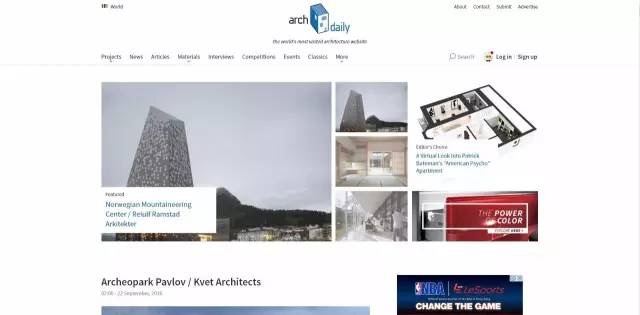 World
About Contact Submit Advertise
arch
daily
the world's most visited architecture website
Projects News Articles Materials Interviews Competitions Events Classics More
Search Log in Sign up
Featured
Norwegian Mountaineering
Center / Reiulf Ramstad
Arkitekter
Editor's Choice
A Virtual Look Into Patrick
Bateman's "American Psycho"
Apartment
THE POWER
OF COLOR
EXPLORE HERE
Archeopark Pavlov / Kvet Architects
22 September, 2016
NBA LeSports
CHANGE THE GAME